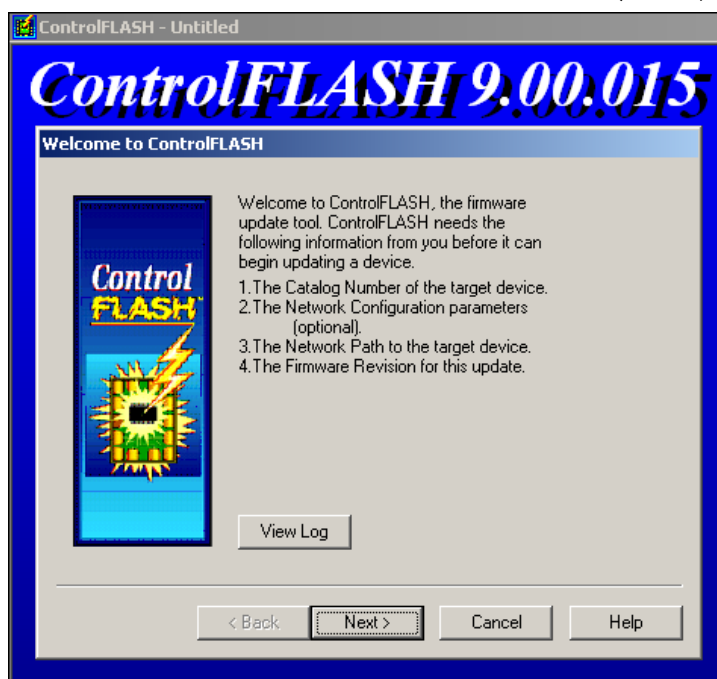 ControlFLASH - Untitled
ControlFLASH 9.00.015
Welcome to ControlFLASH
Welcome to ControlFLASH, the firmware
update tool. ControlFLASH needs the
following information from you before it can
begin updating a device.
1.The Catalog Number of the target device.
2.The Network Configuration parameters
(optional).
3.The Network Path to the target device.
4.The Firmware Revision for this update.
Control
FLASH
View Log
< Back
Next >
Cancel
Help